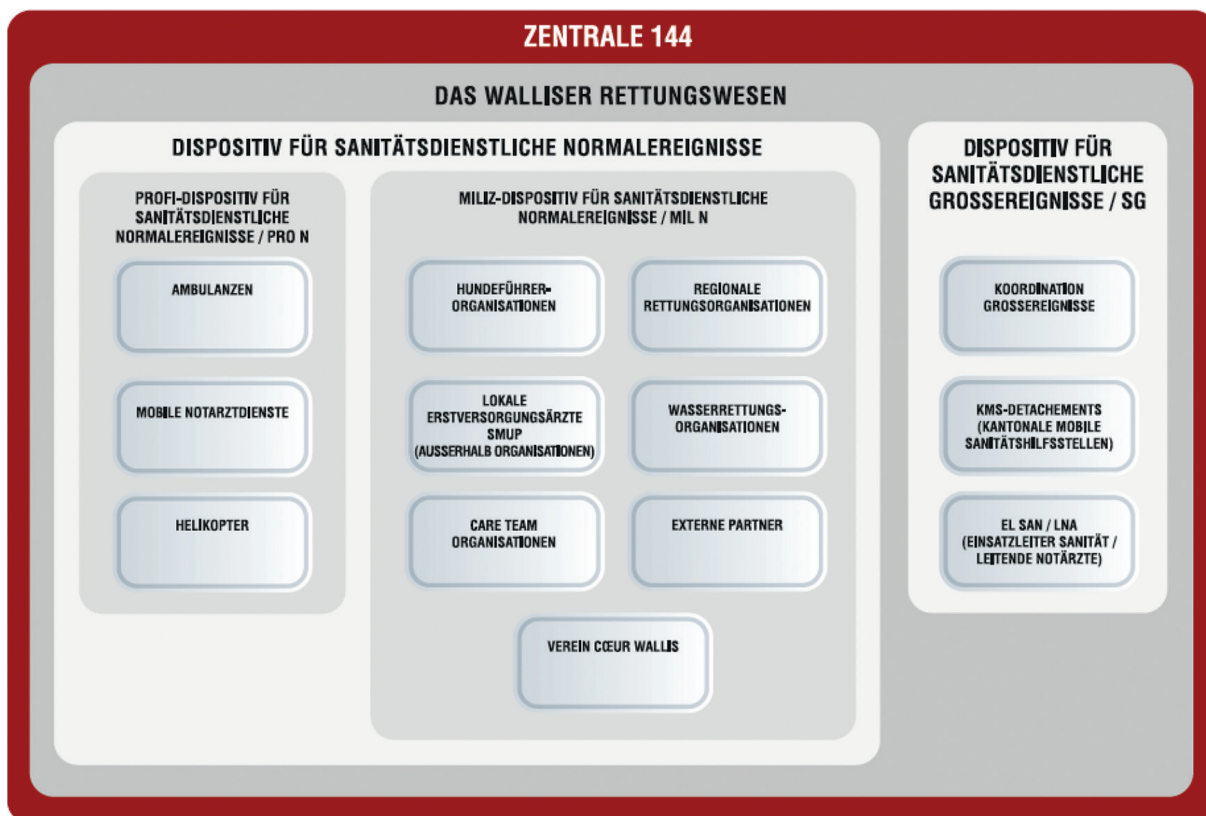 ZENTRALE 144
DAS WALLISER RETTUNGSWESEN
DISPOSITIV FÜR SANITÄTSDIENSTLICHE NORMALEREIGNISSE
PROFI-DISPOSITIV FÜR
SANITÄTSDIENSTLICHE
NORMALEREIGNISSE / PRO N
AMBULANZEN
MOBILE NOTARZTDIENSTE
HELIKOPTER
MILIZ-DISPOSITIV FÜR SANITÄTSDIENSTLICHE
NORMALEREIGNISSE / MIL N
HUNDEFÜHRER-
ORGANISATIONEN
REGIONALE
RETTUNGSORGANISATIONEN
LOKALE
ERSTVERSORGUNGSÄRZTE
SMUP
(AUSSERHALB ORGANISATIONEN)
WASSERRETTUNGS-
ORGANISATIONEN
CARE TEAM
ORGANISATIONEN
EXTERNE PARTNER
VEREIN CŒUR WALLIS
DISPOSITIV FÜR
SANITÄTSDIENSTLICHE
GROSSEREIGNISSE / SG
KOORDINATION
GROSSEREIGNISSE
KMS-DETACHEMENTS
(KANTONALE MOBILE
SANITÄTSHILFSSTELLEN)
EL SAN / LNA
(EINSATZLEITER SANITÄT /
LEITENDE NOTÄRZTE)